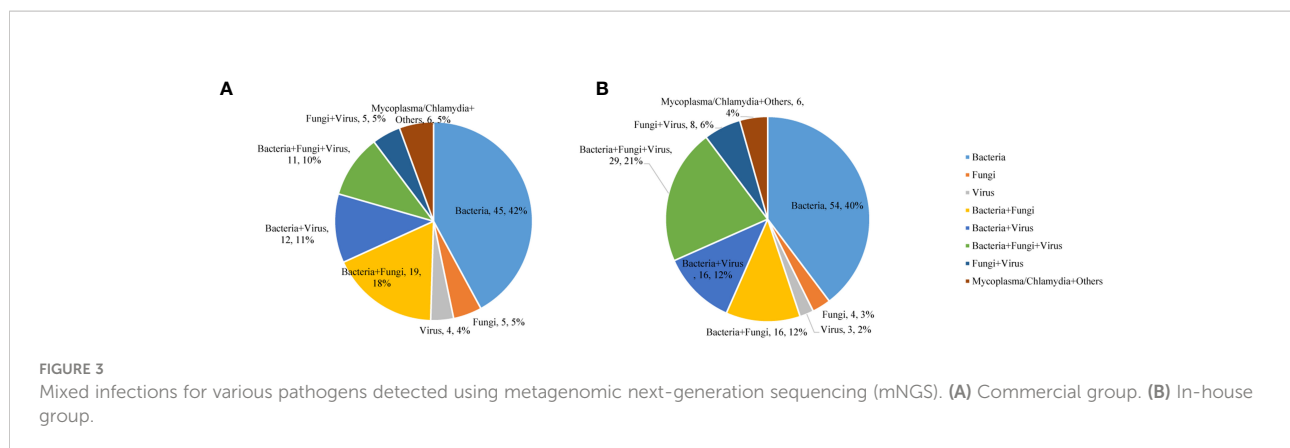 A
Mycoplasma/Chlamydia+
Others, 6, 5%
Fungi+Virus, 5, 5%
Bacteria+Fungi+Virus,
11, 10%
Bacteria+Virus,
12, 11%
Bacteria+Fungi, 19,
18%
Virus, 4, 4%
Fungi, 5, 5%
Bacteria, 45, 42%
B
Mycoplasma/Chlamydia+Others, 6,
4%
Fungi+Virus, 8, 6%
Bacteria+Fungi+Virus,
29, 21%
Bacteria+Virus
, 16, 12%
Bacteria+Fungi, 16, 12%
Virus, 3, 2%
Fungi, 4, 3%
Bacteria, 54, 40%
Bacteria
Fungi
Virus
Bacteria+Fungi
Bacteria+Virus
Bacteria+Fungi+Virus
Fungi+Virus
Mycoplasma/Chlamydia+Others
FIGURE 3
Mixed infections for various pathogens detected using metagenomic next-generation sequencing (mNGS). (A) Commercial group. (B) In-house
group.